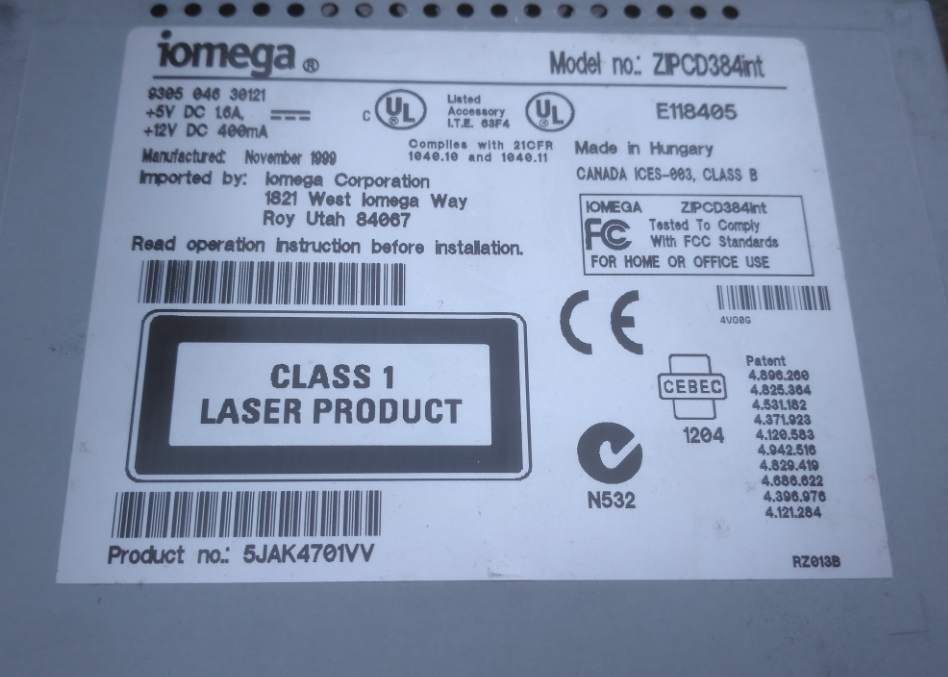 iomega®
Model no.: ZIPCD384int
9305 046 30121
+5V DC 1.6A,
+12V DC 400mA
C UL
Listed
Accessory
I.T.E. 63F4
UL
E118405
Manufactured: November 1999
Complies with 21CFR
1040.10 and 1040.11
Made in Hungary
CANADA ICES-003, CLASS B
Imported by: Iomega Corporation
1821 West Iomega Way
Roy Utah 84067
IOMEGA ZIPCD384int
FC Tested To Comply
With FCC Standards
FOR HOME OR OFFICE USE
Read operation instruction before installation.
CE
4VO0G
CLASS 1
LASER PRODUCT
CEBEC
1204
N532
Patent
4.896.260
4.825.364
4.531.182
4.371.923
4.120.583
4.942.516
4.829.419
4.686.622
4.396.976
4.121.284
Product no.: 5JAK4701VV
RZ013B